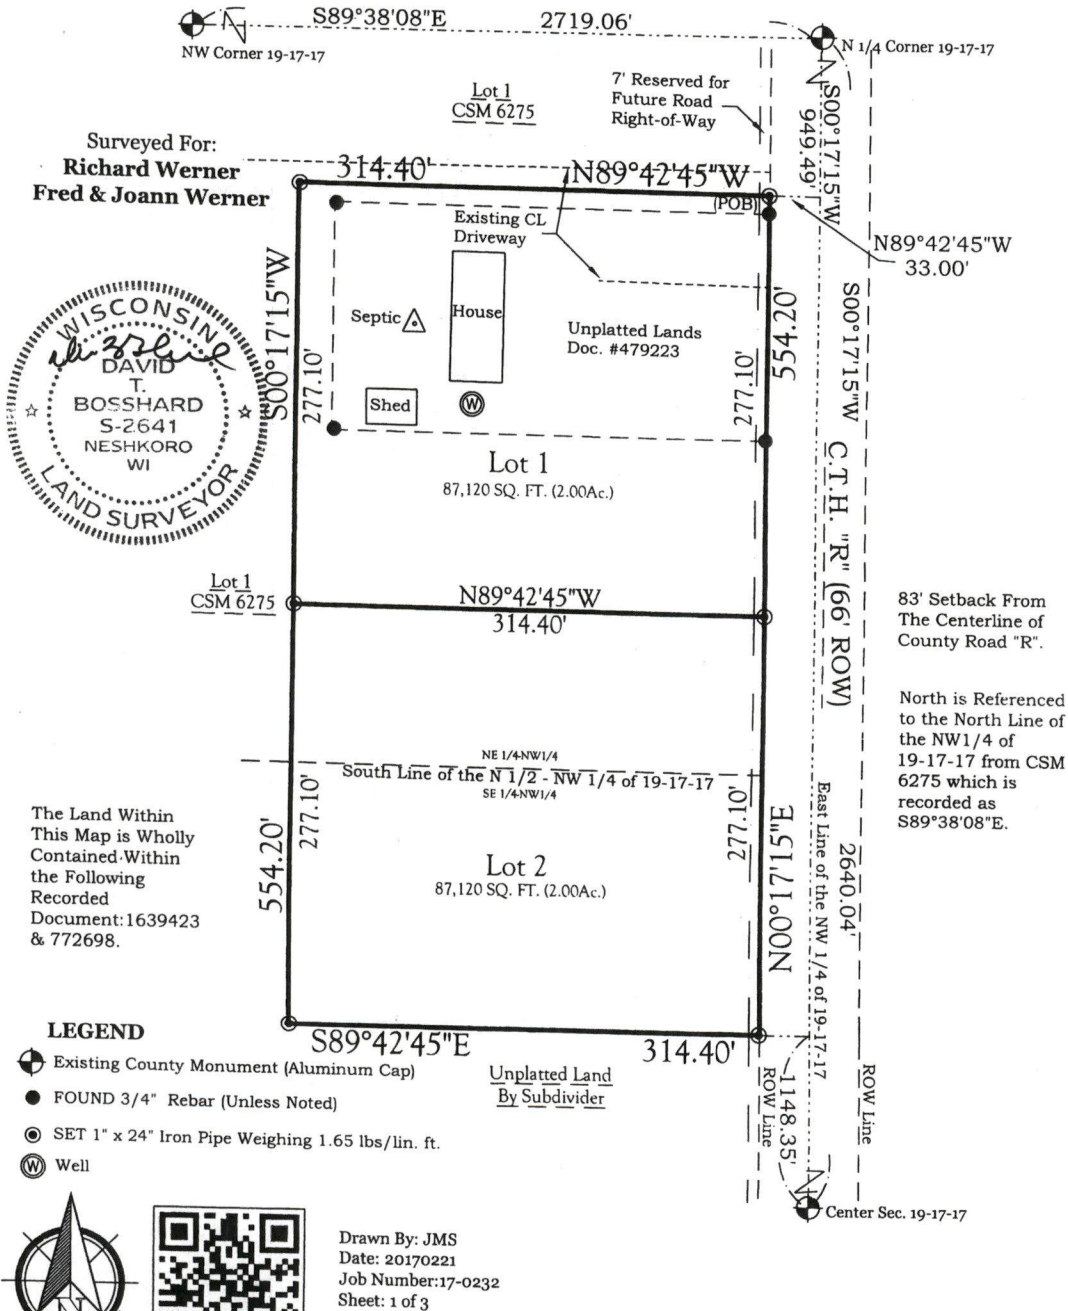 S89°38'08"E 2719.06'
NW Corner 19-17-17
N 1/4 Corner 19-17-17
Lot 1
CSM 6275
7' Reserved for
Future Road
Right-of-Way
S00°17'15"W
949.49'
Surveyed For:
Richard Werner
Fred & Joann Werner
314.40' N89°42'45"W
(POB)
N89°42'45"W
33.00'
Existing CL
Driveway
S00°17'15"W
277.10'
Septic
House
Unplatted Lands
Doc. #479223
Shed
W
277.10'
554.20'
S00°17'15"W
C.T.H. "R" (66' ROW)
WISCONSIN
DAVID
T.
BOSSHARD
S-2641
NESHKORO
WI
LAND SURVEYOR
Lot 1
87,120 SQ. FT. (2.00Ac.)
Lot 1
CSM 6275
N89°42'45"W
314.40'
83' Setback From
The Centerline of
County Road "R".
North is Referenced
to the North Line of
the NW1/4 of
19-17-17 from CSM
6275 which is
recorded as
S89°38'08"E.
NE 1/4-NW1/4
South Line of the N 1/2 - NW 1/4 of 19-17-17
SE 1/4-NW1/4
The Land Within
This Map is Wholly
Contained Within
the Following
Recorded
Document:1639423
& 772698.
554.20'
277.10'
Lot 2
87,120 SQ. FT. (2.00Ac.)
277.10'
N00°17'15"E
East Line of the NW 1/4 of 19-17-17
2640.04'
S89°42'45"E 314.40'
Unplatted Land
By Subdivider
ROW Line
1148.35'
ROW Line
Center Sec. 19-17-17
LEGEND
Existing County Monument (Aluminum Cap)
FOUND 3/4" Rebar (Unless Noted)
SET 1" x 24" Iron Pipe Weighing 1.65 lbs/lin. ft.
W Well
N
Drawn By: JMS
Date: 20170221
Job Number:17-0232
Sheet: 1 of 3